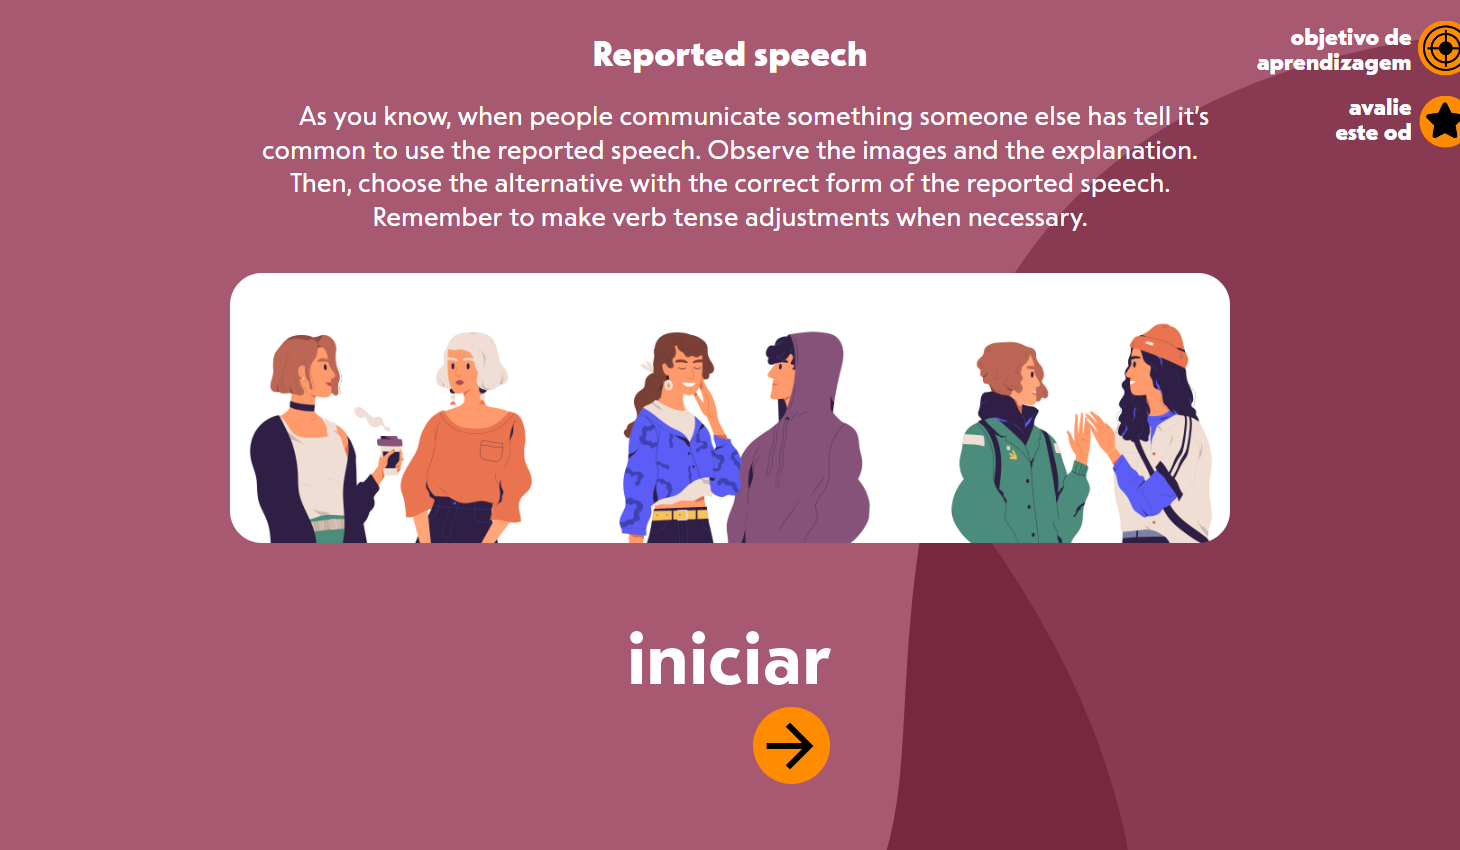 Reported speech
objetivo de
aprendizagem
avalie
este od
As you know, when people communicate something someone else has tell it's
common to use the reported speech. Observe the images and the explanation.
Then, choose the alternative with the correct form of the reported speech.
Remember to make verb tense adjustments when necessary.
iniciar